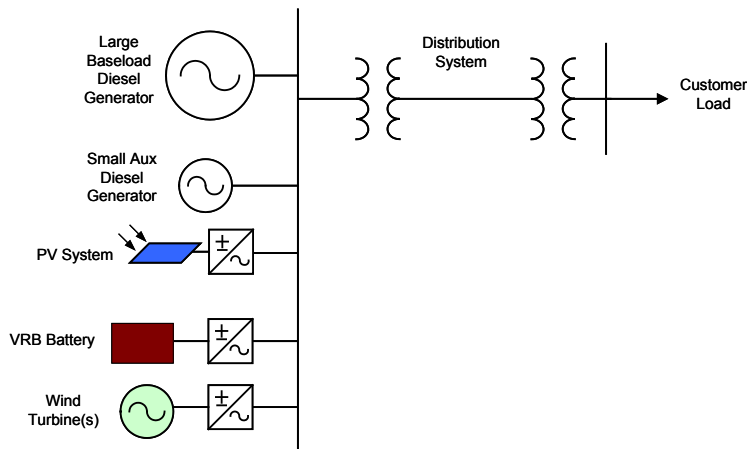 Large
Baseload
Diesel
Generator
Distribution
System
Customer
Load
Small Aux
Diesel
Generator
PV System
VRB Battery
Wind
Turbine(s)